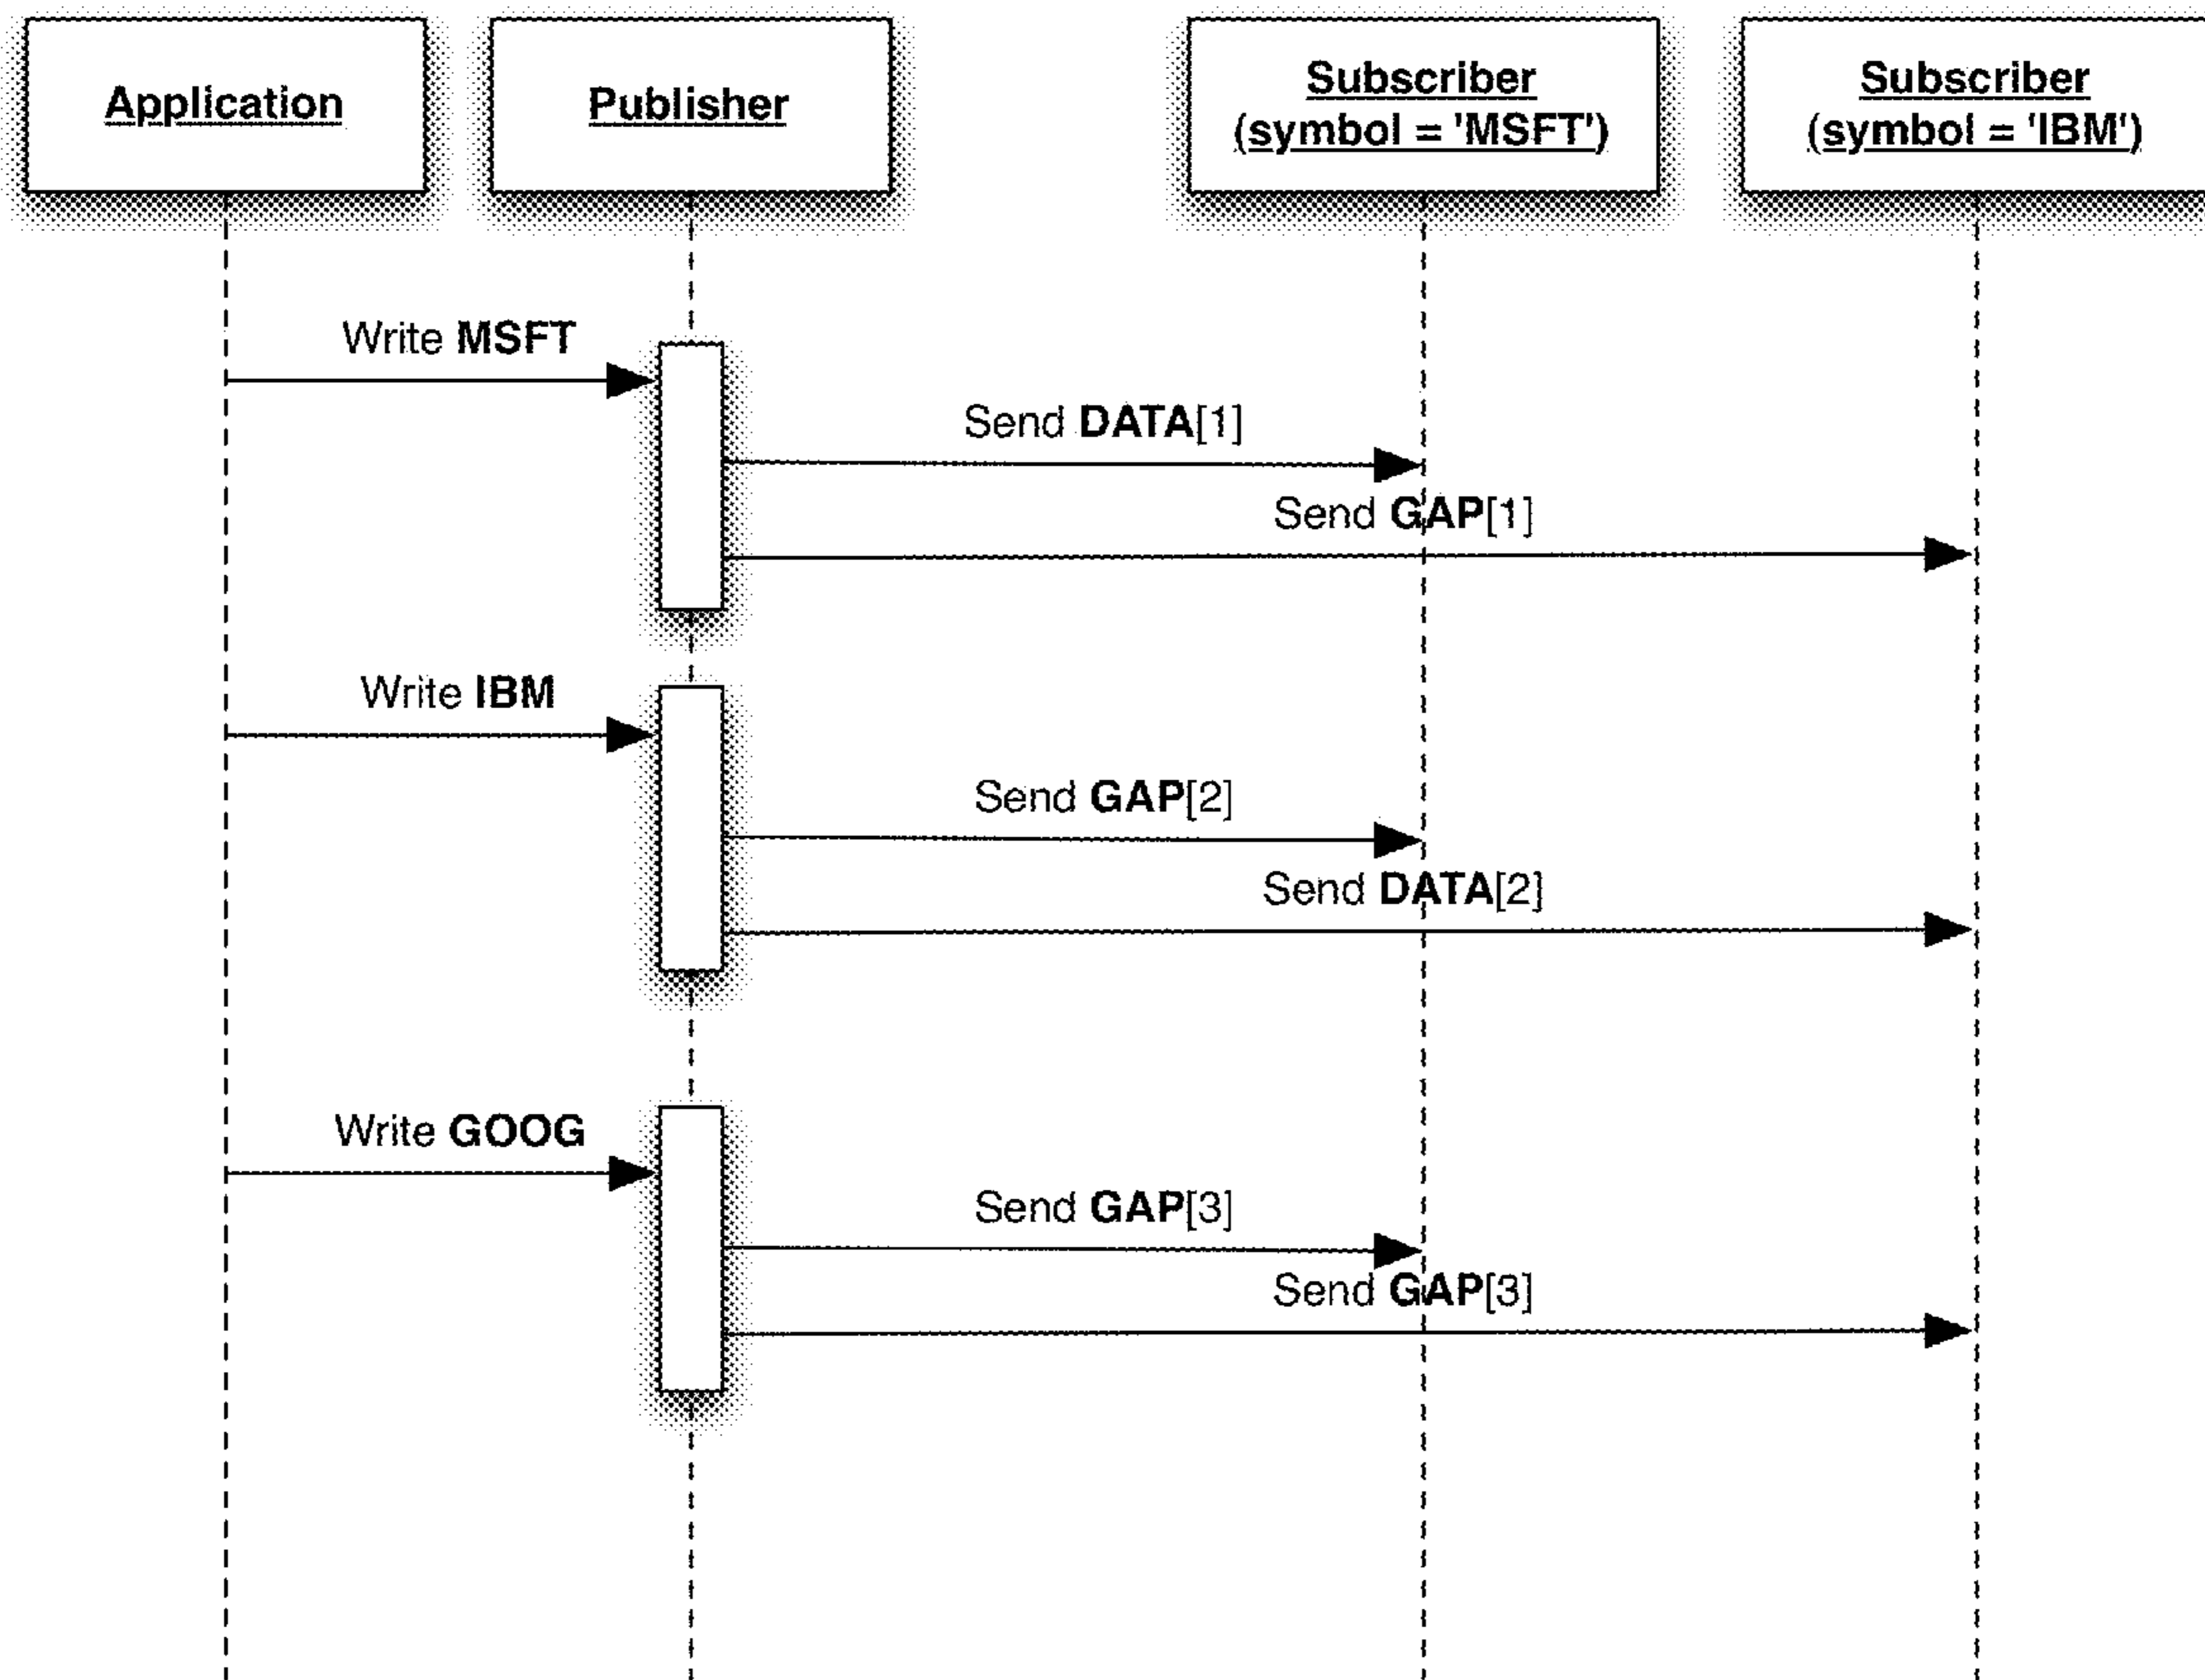 Application
Publisher
Subscriber
(symbol = 'MSFT')
Subscriber
(symbol = 'IBM')
Write MSFT
Send DATA[1]
Send GAP[1]
Write IBM
Send GAP[2]
Send DATA[2]
Write GOOG
Send GAP[3]
Send GAP[3]